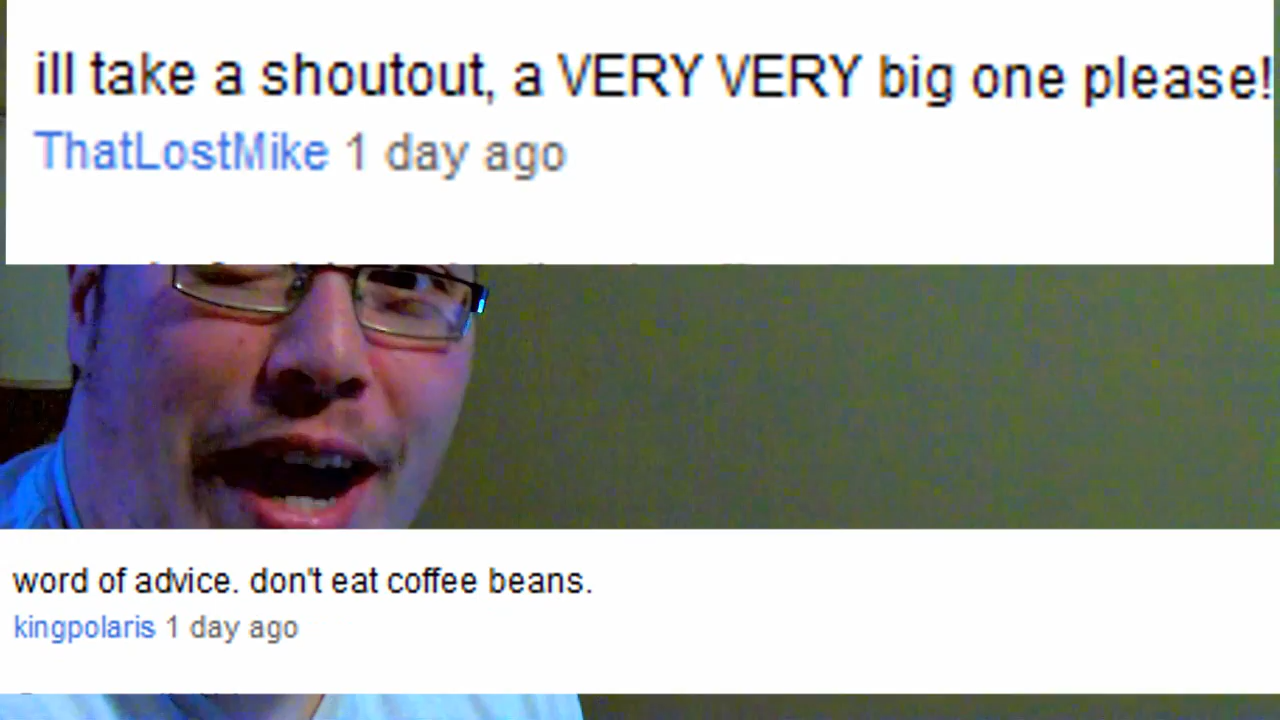 ill take a shoutout, a VERY VERY big one please!
ThatLostMike 1 day ago
word of advice. don't eat coffee beans.
kingpolaris 1 day ago